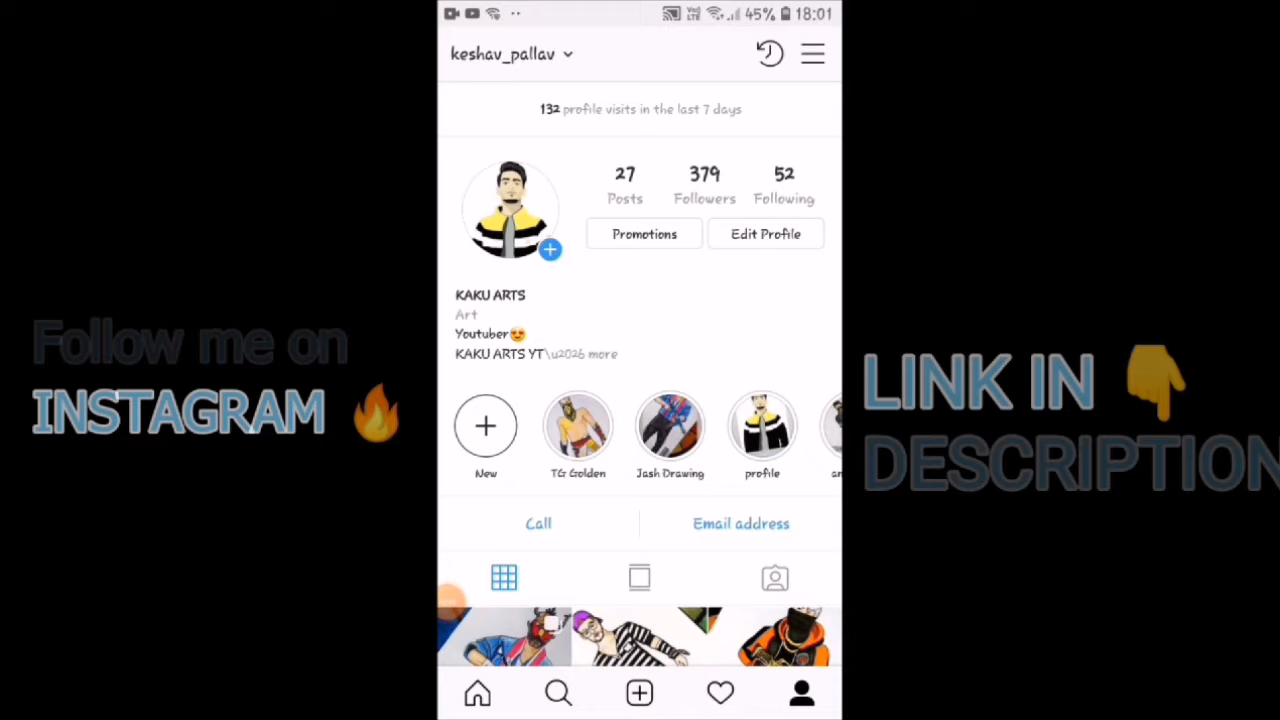 45% 18:01
keshav_pallav
132 profile visits in the last 7 days
27 379 52
Posts Followers Following
Promotions Edit Profile
KAKU ARTS
Art
Youtuber😍
KAKU ARTS YT\u2026 more
New TG Golden Jash Drawing profile
Call Email address
Follow me on
INSTAGRAM 🔥
LINK IN 👇
DESCRIPTION